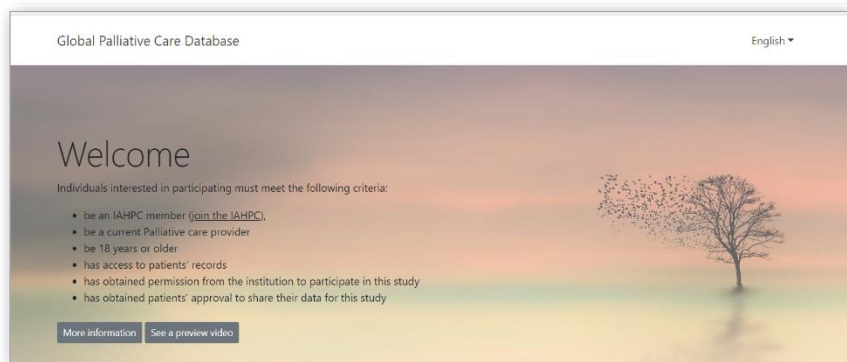 Global Palliative Care Database
English
Welcome
Individuals interested in participating must meet the following criteria:
• be an IAHPC member (join the IAHPC),
• be a current Palliative care provider
• be 18 years or older
• has access to patients' records
• has obtained permission from the institution to participate in this study
• has obtained patients' approval to share their data for this study
More information
See a preview video